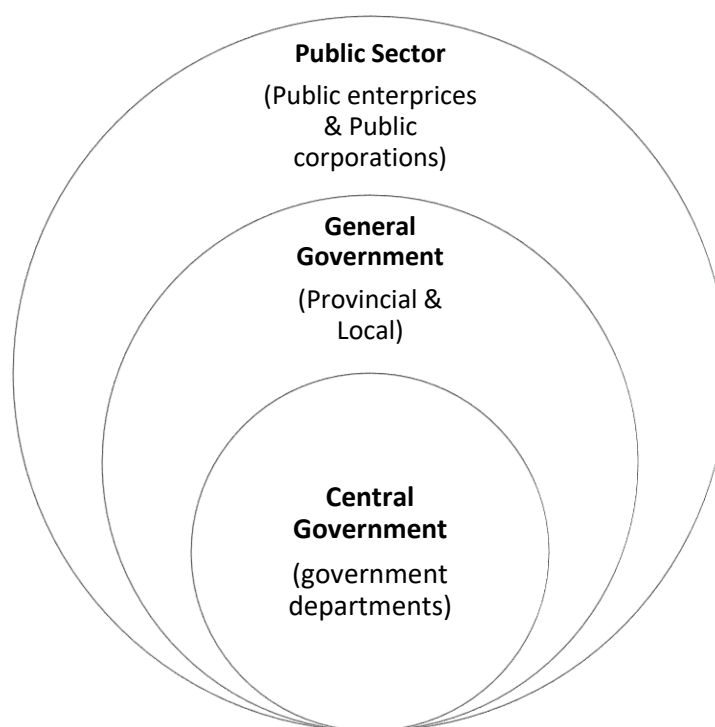 Public Sector
(Public enterprices
& Public
corporations)
General
Government
(Provincial &
Local)
Central
Government
(government
departments)